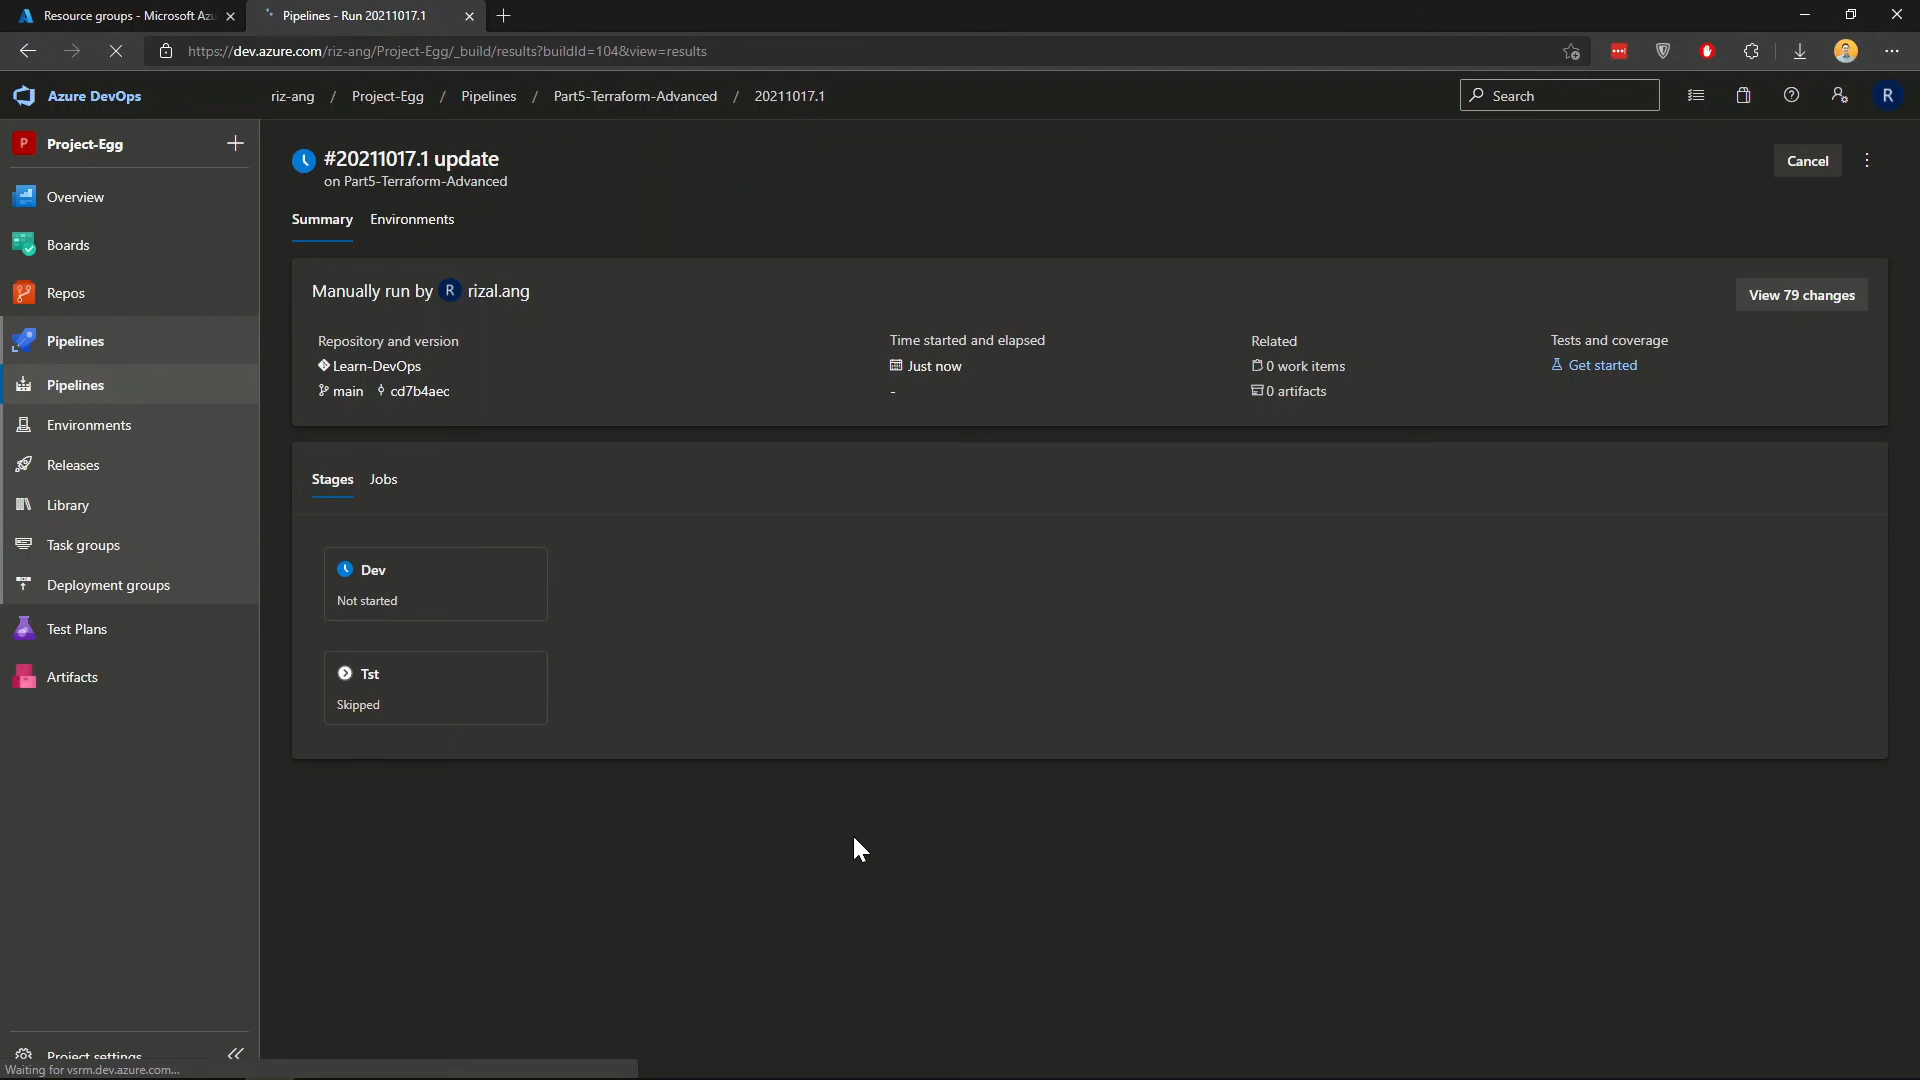 Resource groups - Microsoft Azu
Pipelines - Run 20211017.1
https://dev.azure.com/riz-ang/Project-Egg/_build/results?buildId=104&view=results
Azure DevOps
riz-ang / Project-Egg / Pipelines / Part5-Terraform-Advanced / 20211017.1
Search
R
P
Project-Egg
Overview
Boards
Repos
Pipelines
Pipelines
Environments
Releases
Library
Task groups
Deployment groups
Test Plans
Artifacts
Project settings
#20211017.1 update
on Part5-Terraform-Advanced
Cancel
Summary
Environments
Manually run by R rizal.ang
View 79 changes
Repository and version
Learn-DevOps
main cd7b4aec
Time started and elapsed
Just now
-
Related
0 work items
0 artifacts
Tests and coverage
Get started
Stages
Jobs
Dev
Not started
Tst
Skipped
Waiting for vsrm.dev.azure.com...